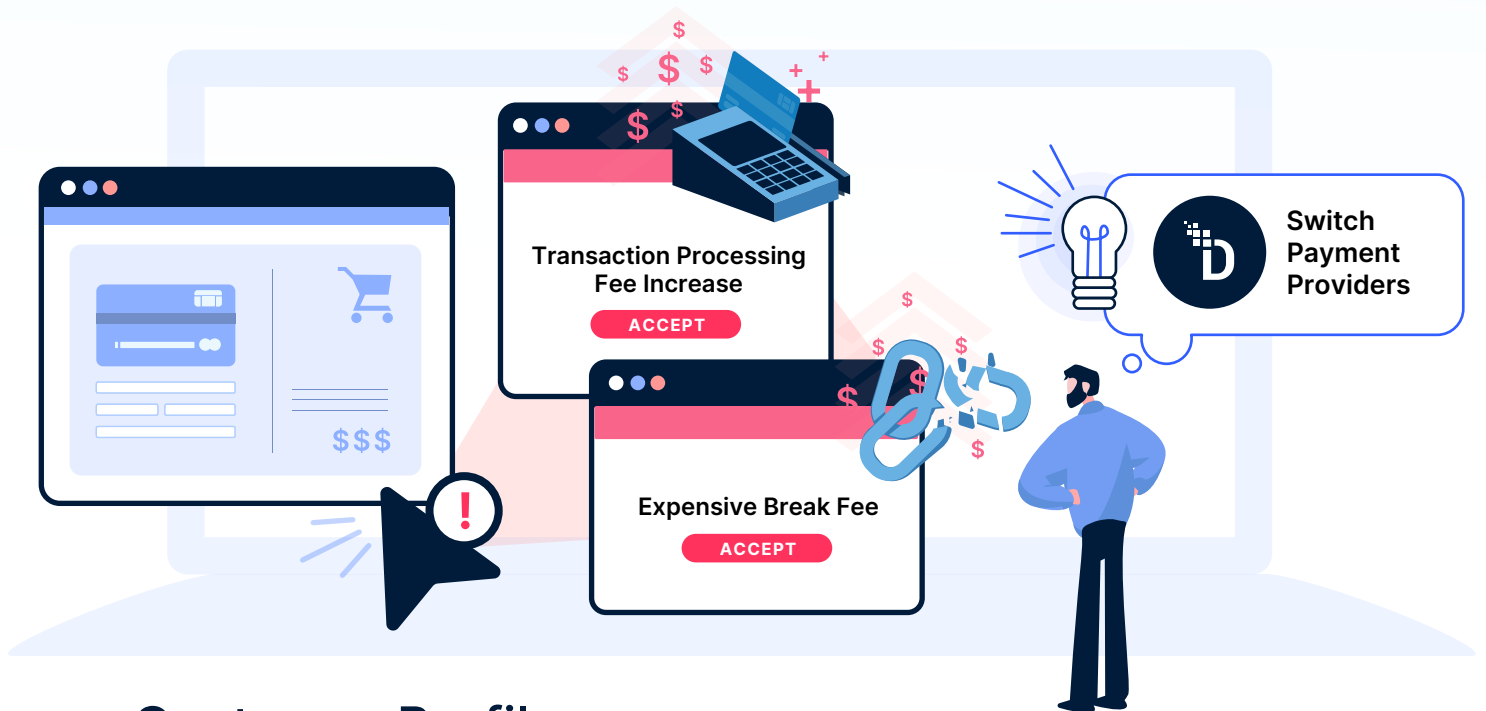 Transaction Processing
Fee Increase
ACCEPT
Expensive Break Fee
ACCEPT
$$$
!
D
Switch
Payment
Providers